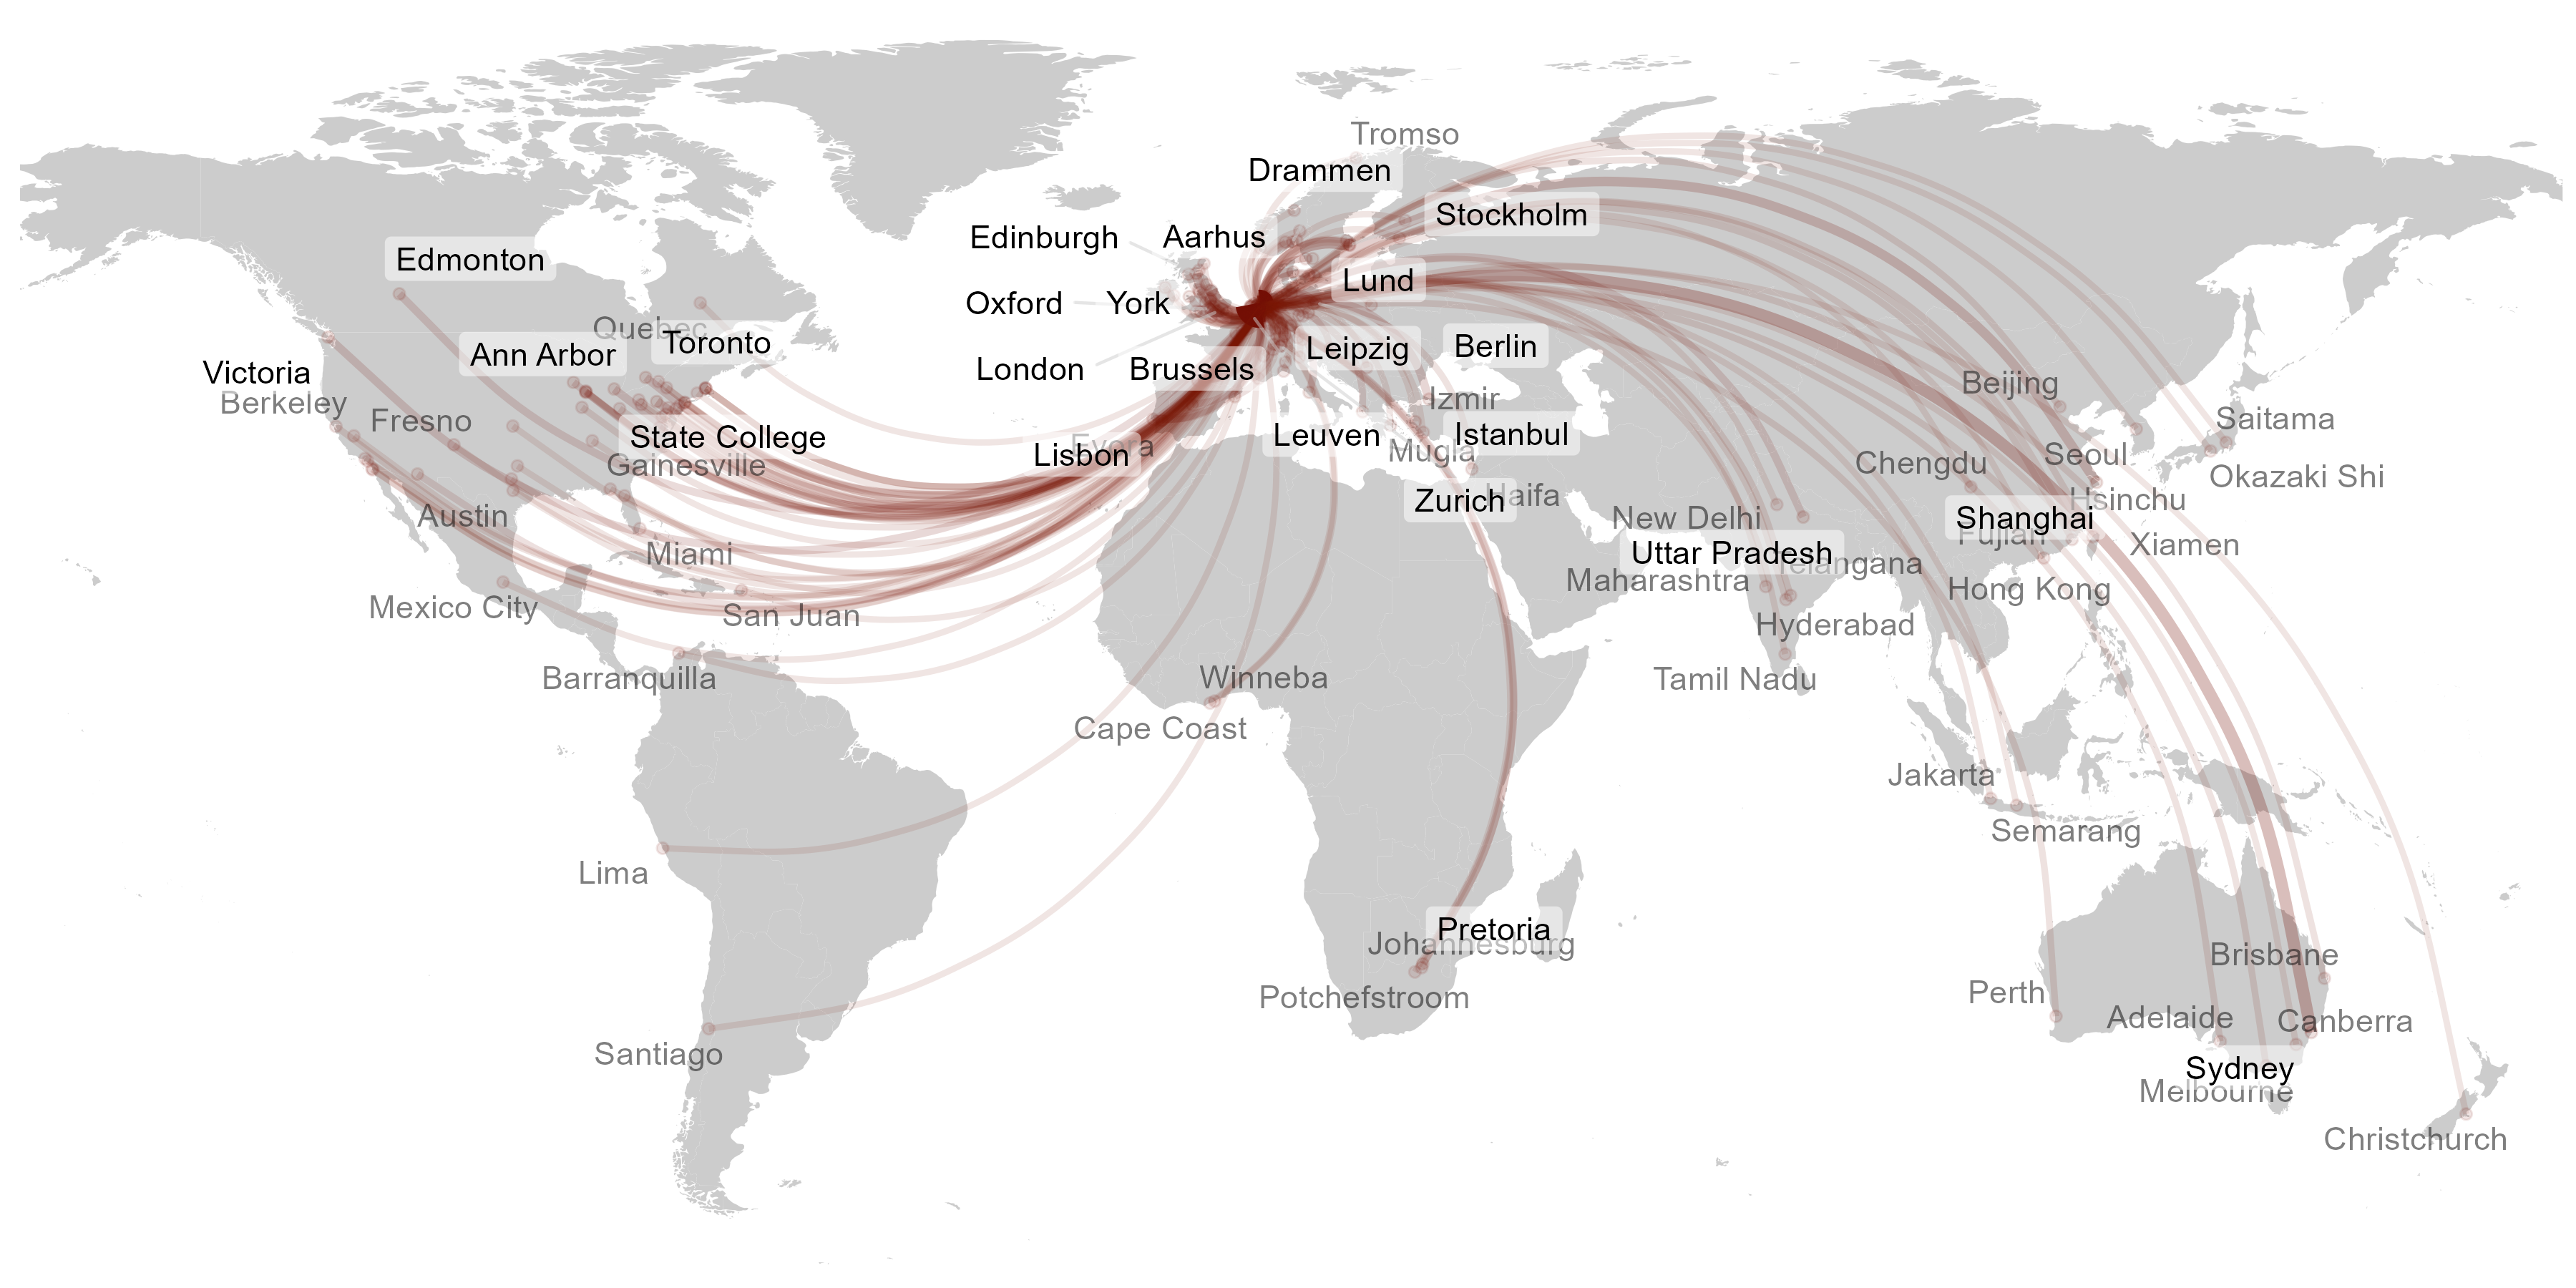 Tromso
Drammen
Stockholm
Edinburgh
Aarhus
Edmonton
Lund
Oxford
York
Quebec
Toronto
Ann Arbor
Berlin
Leipzig
Victoria
London
Brussels
Beijing
Berkeley
Izmir
Fresno
Saitama
State College
Leuven
Istanbul
Evora
Lisbon
Mugla
Seoul
Gainesville
Chengdu
Okazaki Shi
Zurich
Haifa
Hsinchu
Austin
New Delhi
Shanghai
Fujian
Xiamen
Miami
Uttar Pradesh
Telangana
Maharashtra
Hong Kong
Mexico City
San Juan
Hyderabad
Barranquilla
Winneba
Tamil Nadu
Cape Coast
Jakarta
Semarang
Lima
Pretoria
Johannesburg
Brisbane
Potchefstroom
Perth
Adelaide
Canberra
Santiago
Sydney
Melbourne
Christchurch